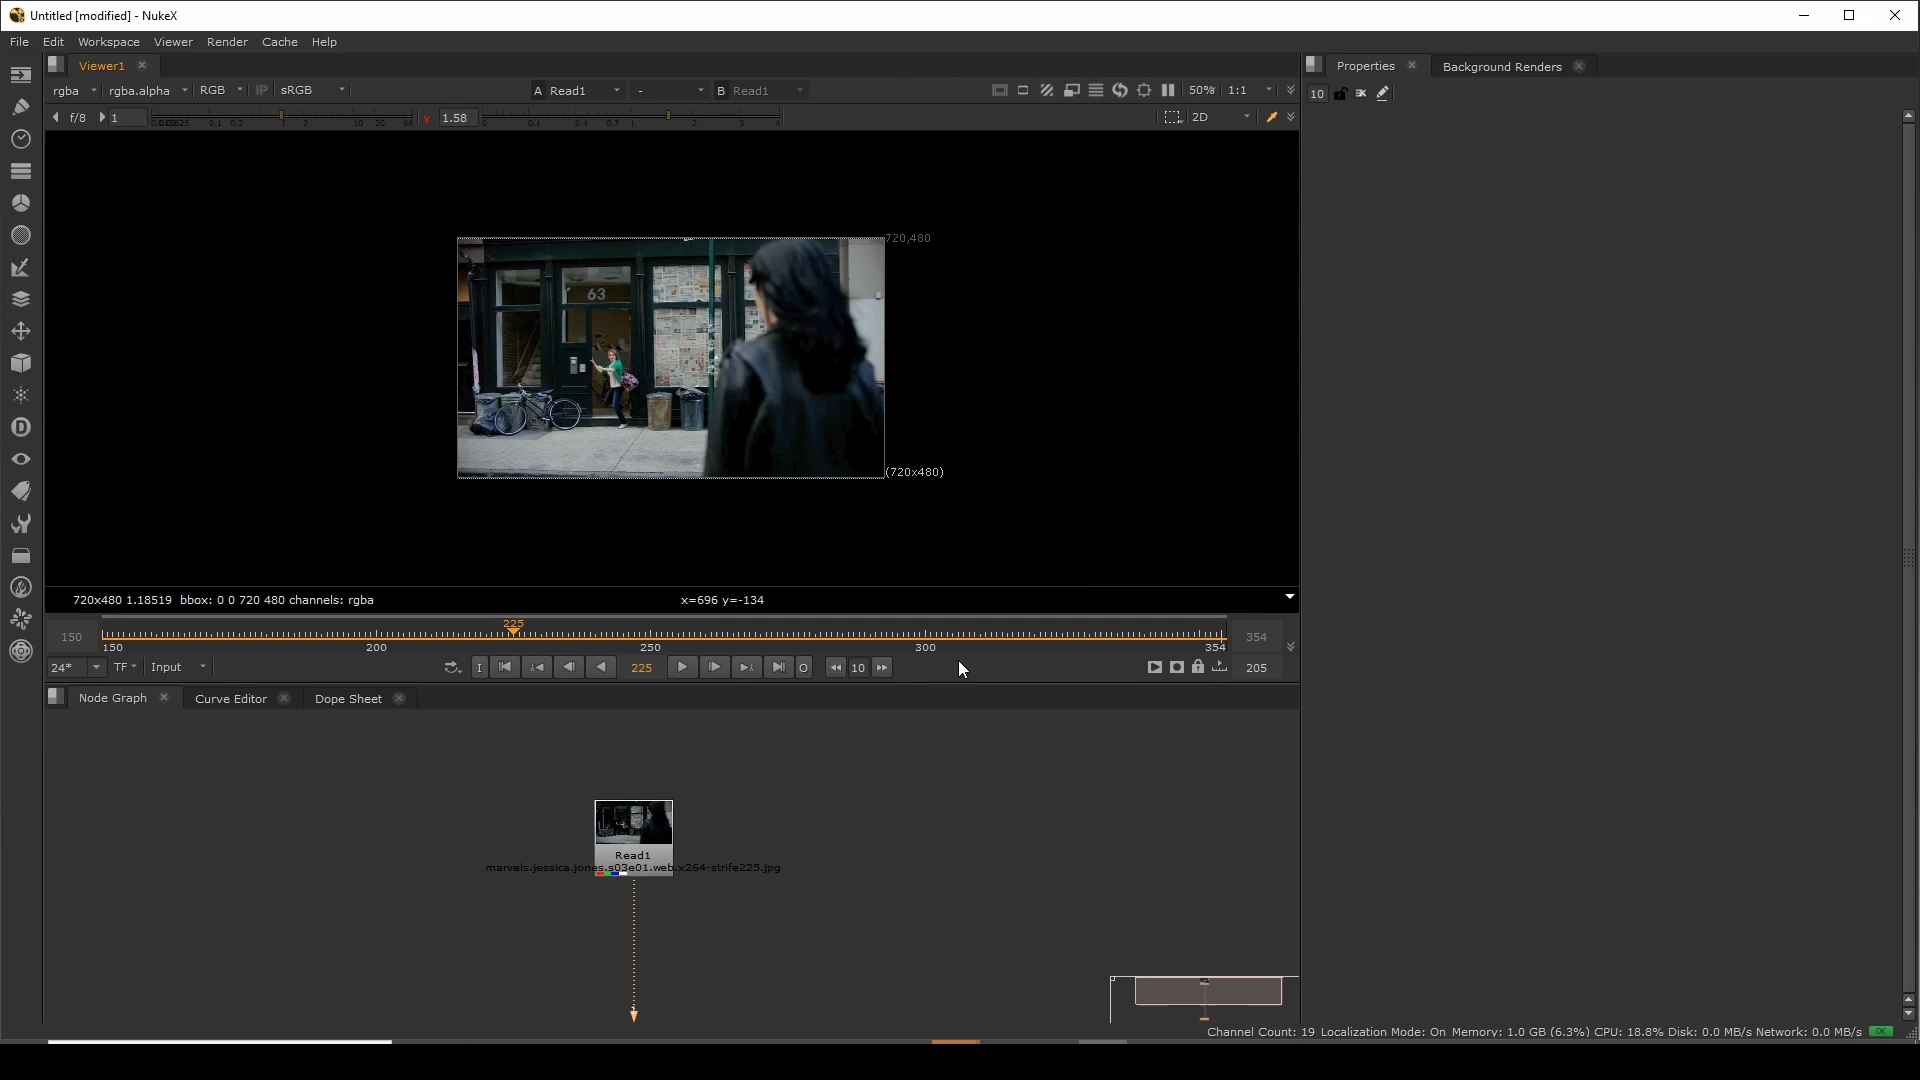 Untitled [modified] - NukeX
File Edit Workspace Viewer Render Cache Help
Viewer1
Properties
Background Renders
rgba rgba.alpha RGB IP sRGB A Read1 - B Read1 50% 1:1
10
f/8 1 0.1 0.2 1 2 10 20 64 y 1.58 0 0.1 0.4 0.7 1 2 3 4 2D
720,480
63
(720x480)
720x480 1.18519 bbox: 0 0 720 480 channels: rgba x=696 y=-134
225
150 354
150 200 250 300 354
24* TF Input I 225 O 10 205
Node Graph Curve Editor Dope Sheet
Read1
marvels.jessica.jones.s03e01.web.x264-strife225.jpg
Channel Count: 19 Localization Mode: On Memory: 1.0 GB (6.3%) CPU: 18.8% Disk: 0.0 MB/s Network: 0.0 MB/s OK